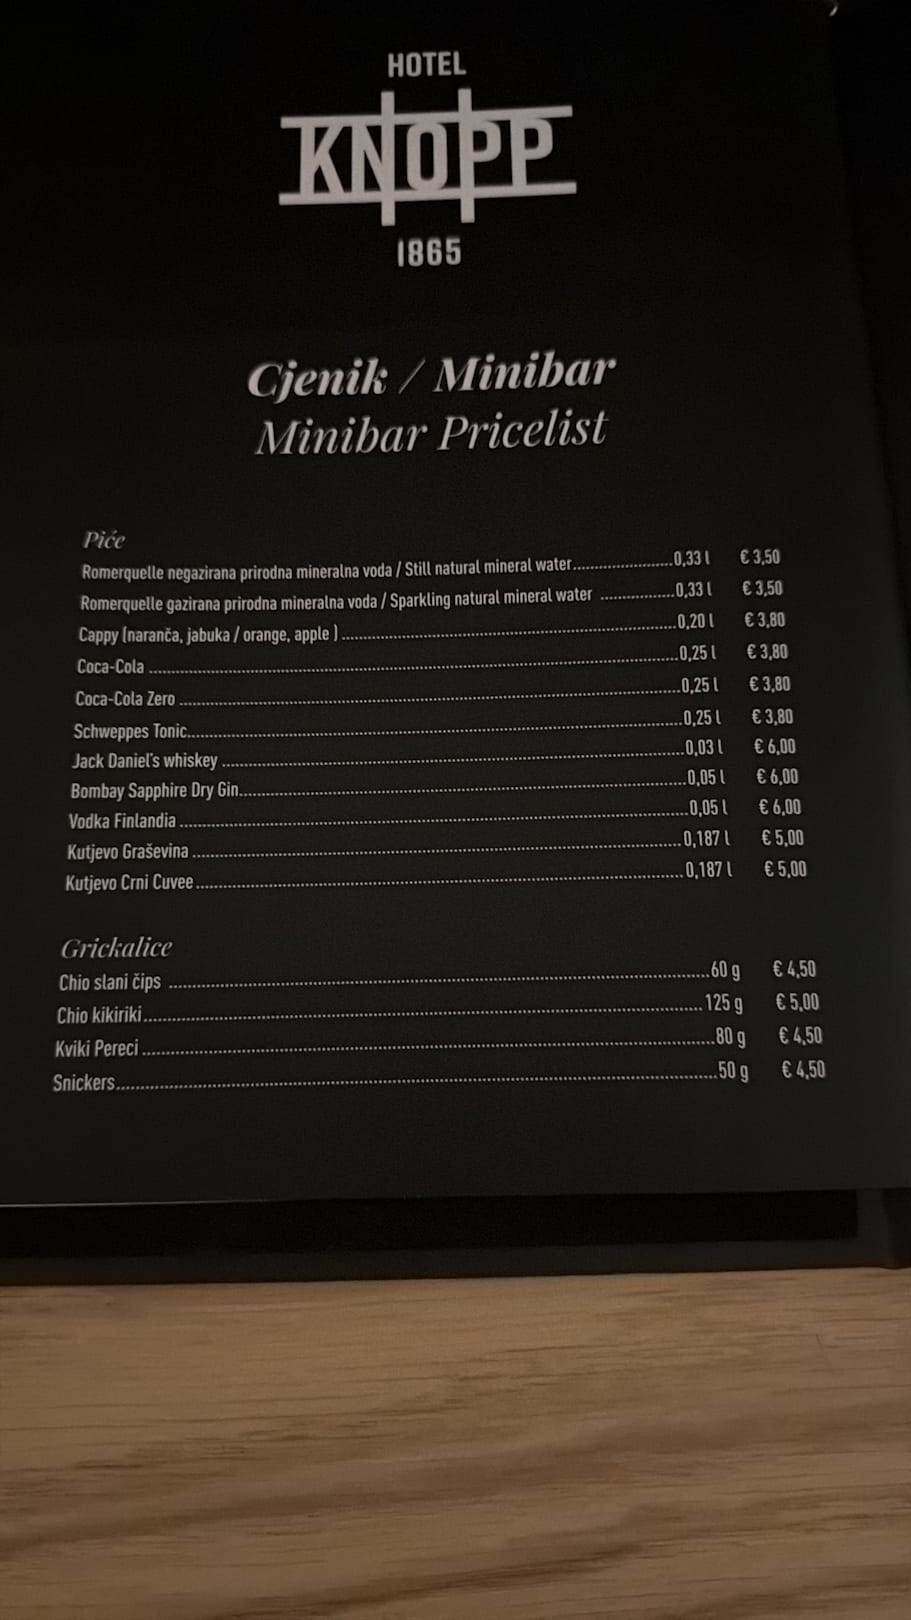 HOTEL
KNOPP
1865
Cjenik / Minibar
Minibar Pricelist
Piće
Romerquelle negazirana prirodna mineralna voda / Still natural mineral water..........0,33 l € 3,50
Romerquelle gazirana prirodna mineralna voda / Sparkling natural mineral water ..........0,33 l € 3,50
Cappy (naranča, jabuka / orange, apple ) ..........0,20 l € 3,80
Coca-Cola ..........0,25 l € 3,80
Coca-Cola Zero ..........0,25 l € 3,80
Schweppes Tonic..........0,25 l € 3,80
Jack Daniel's whiskey ..........0,03 l € 6,00
Bombay Sapphire Dry Gin..........0,05 l € 6,00
Vodka Finlandia ..........0,05 l € 6,00
Kutjevo Graševina ..........0,187 l € 5,00
Kutjevo Crni Cuvee ..........0,187 l € 5,00
Grickalice
Chio slani čips ..........60 g € 4,50
Chio kikiriki..........125 g € 5,00
Kviki Pereci ..........80 g € 4,50
Snickers..........50 g € 4,50